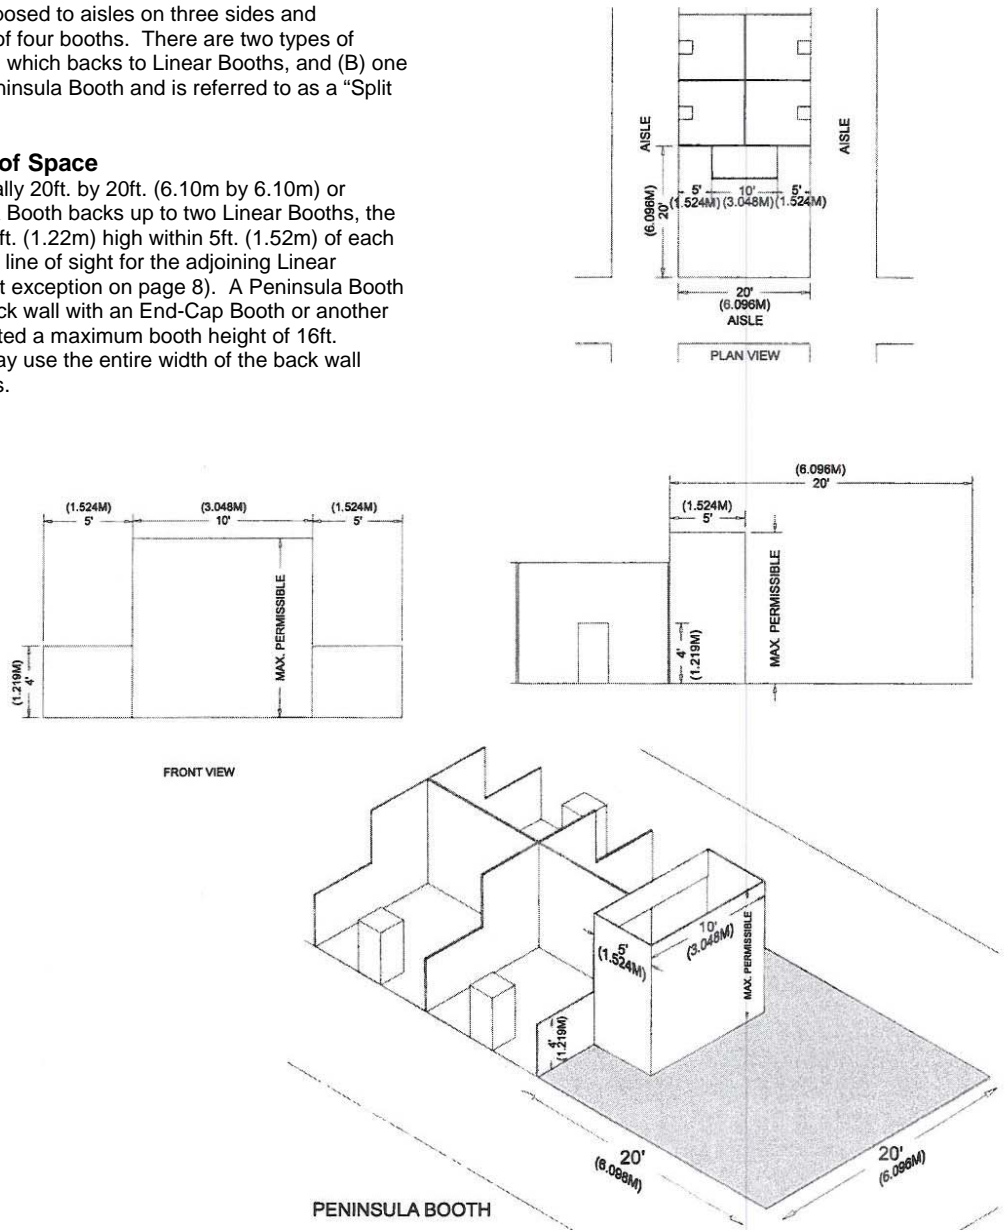 posed to aisles on three sides and
of four booths. There are two types of
which backs to Linear Booths, and (B) one
ninsula Booth and is referred to as a “Split
of Space
ally 20ft. by 20ft. (6.10m by 6.10m) or
Booth backs up to two Linear Booths, the
ft. (1.22m) high within 5ft. (1.52m) of each
line of sight for the adjoining Linear
exception on page 8). A Peninsula Booth
ck wall with an End-Cap Booth or another
ted a maximum booth height of 16ft.
ay use the entire width of the back wall
s.
AISLE
AISLE
5' 10' 5'
(1.524M) (3.048M) (1.524M)
20'
(6.096M)
20'
(6.096M)
AISLE
PLAN VIEW
(1.524M) (3.048M) (1.524M)
5' 10' 5'
MAX. PERMISSIBLE
4'
(1.219M)
FRONT VIEW
(6.096M)
20'
(1.524M)
5'
MAX. PERMISSIBLE
4'
(1.219M)
5'
(1.524M)
10'
(3.048M)
MAX. PERMISSIBLE
4'
(1.219M)
20'
(6.096M)
20'
(6.096M)
PENINSULA BOOTH